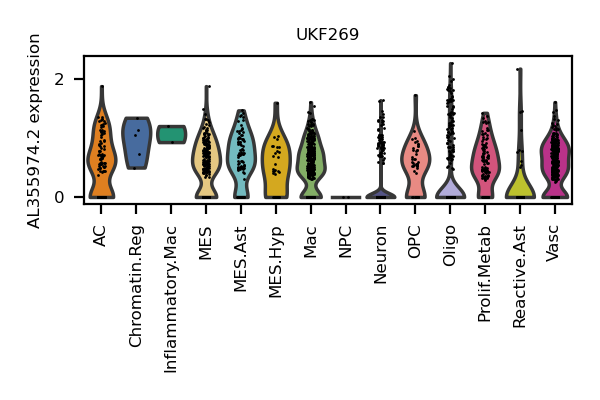 UKF269
AL355974.2 expression
2
0
AC
Chromatin.Reg
Inflammatory.Mac
MES
MES.Ast
MES.Hyp
Mac
NPC
Neuron
OPC
Oligo
Prolif.Metab
Reactive.Ast
Vasc